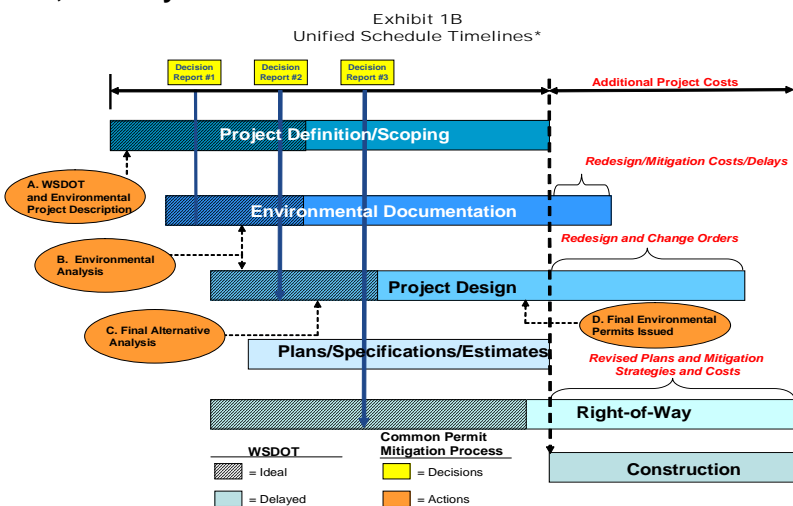 Exhibit 1B
Unified Schedule Timelines*
Decision
Report #1
Decision
Report #2
Decision
Report #3
Additional Project Costs
Project Definition/Scoping
Redesign/Mitigation Costs/Delays
A. WSDOT
and Environmental
Project Description
Environmental Documentation
Redesign and Change Orders
B. Environmental
Analysis
Project Design
C. Final Alternative
Analysis
D. Final Environmental
Permits Issued
Plans/Specifications/Estimates
Revised Plans and Mitigation
Strategies and Costs
Right-of-Way
WSDOT
Common Permit
Mitigation Process
= Ideal
= Decisions
Construction
= Delayed
= Actions